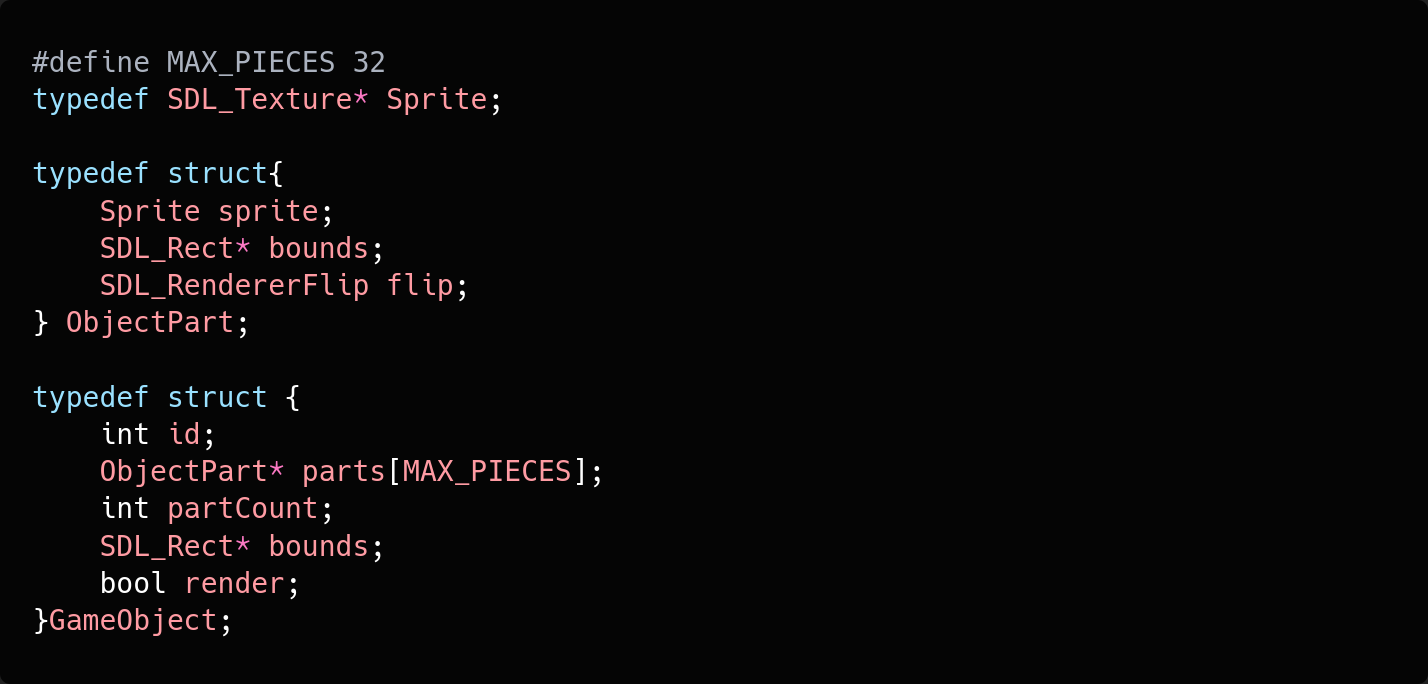 #define MAX_PIECES 32
typedef SDL_Texture* Sprite;

typedef struct{
    Sprite sprite;
    SDL_Rect* bounds;
    SDL_RendererFlip flip;
} ObjectPart;

typedef struct {
    int id;
    ObjectPart* parts[MAX_PIECES];
    int partCount;
    SDL_Rect* bounds;
    bool render;
}GameObject;